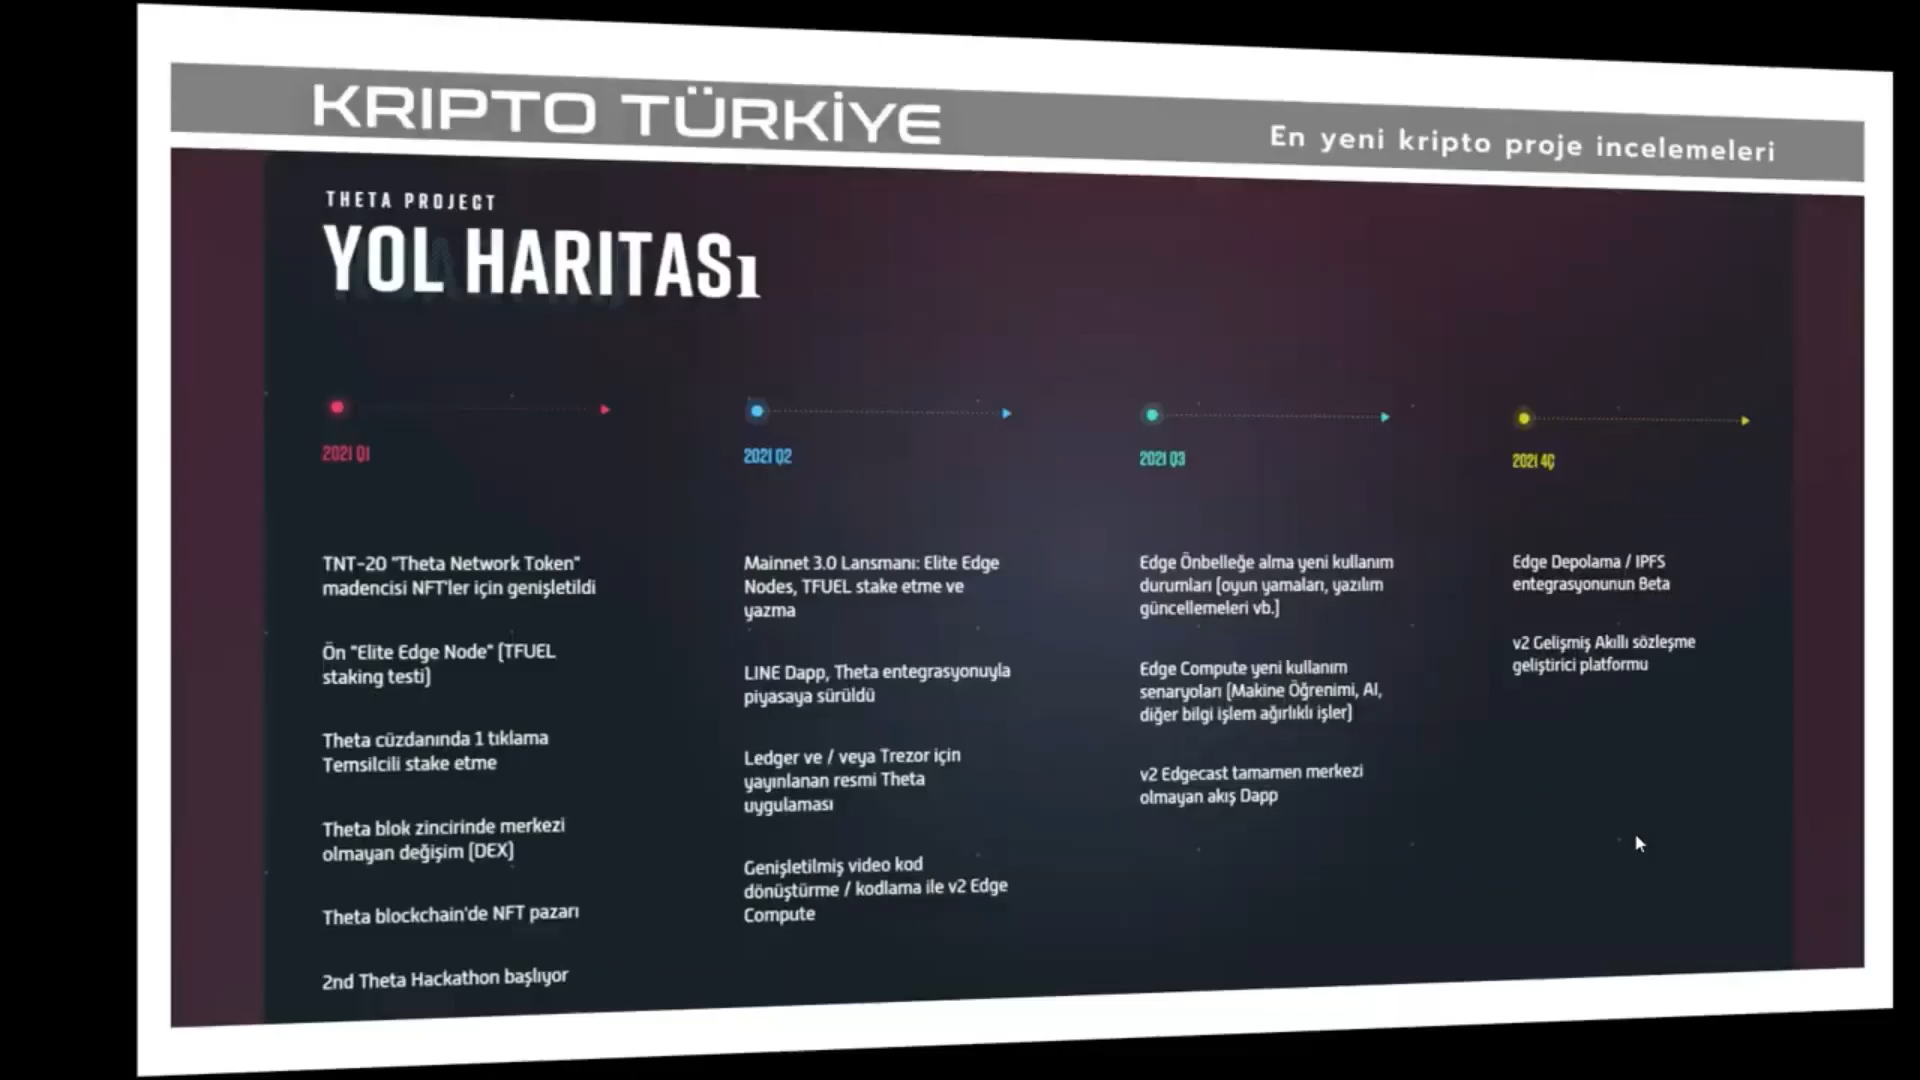 KRIPTO TÜRKİYE
En yeni kripto proje incelemeleri
THETA PROJECT
YOL HARITASı
2021 Q1
TNT-20 "Theta Network Token"
madencisi NFT'ler için genişletildi
Ön "Elite Edge Node" [TFUEL
staking testi]
Theta cüzdanında 1 tıklama
Temsilcili stake etme
Theta blok zincirinde merkezi
olmayan değişim [DEX]
Theta blockchain'de NFT pazarı
2nd Theta Hackathon başlıyor
2021 Q2
Mainnet 3.0 Lansmanı: Elite Edge
Nodes, TFUEL stake etme ve
yazma
LINE Dapp, Theta entegrasyonuyla
piyasaya sürüldü
Ledger ve / veya Trezor için
yayınlanan resmi Theta
uygulaması
Genişletilmiş video kod
dönüştürme / kodlama ile v2 Edge
Compute
2021 Q3
Edge Önbelleğe alma yeni kullanım
durumları [oyun yamaları, yazılım
güncellemeleri vb.]
Edge Compute yeni kullanım
senaryoları [Makine Öğrenimi, AI,
diğer bilgi işlem ağırlıklı işler]
v2 Edgecast tamamen merkezi
olmayan akış Dapp
2021 4Ç
Edge Depolama / IPFS
entegrasyonunun Beta
v2 Gelişmiş Akıllı sözleşme
geliştirici platformu